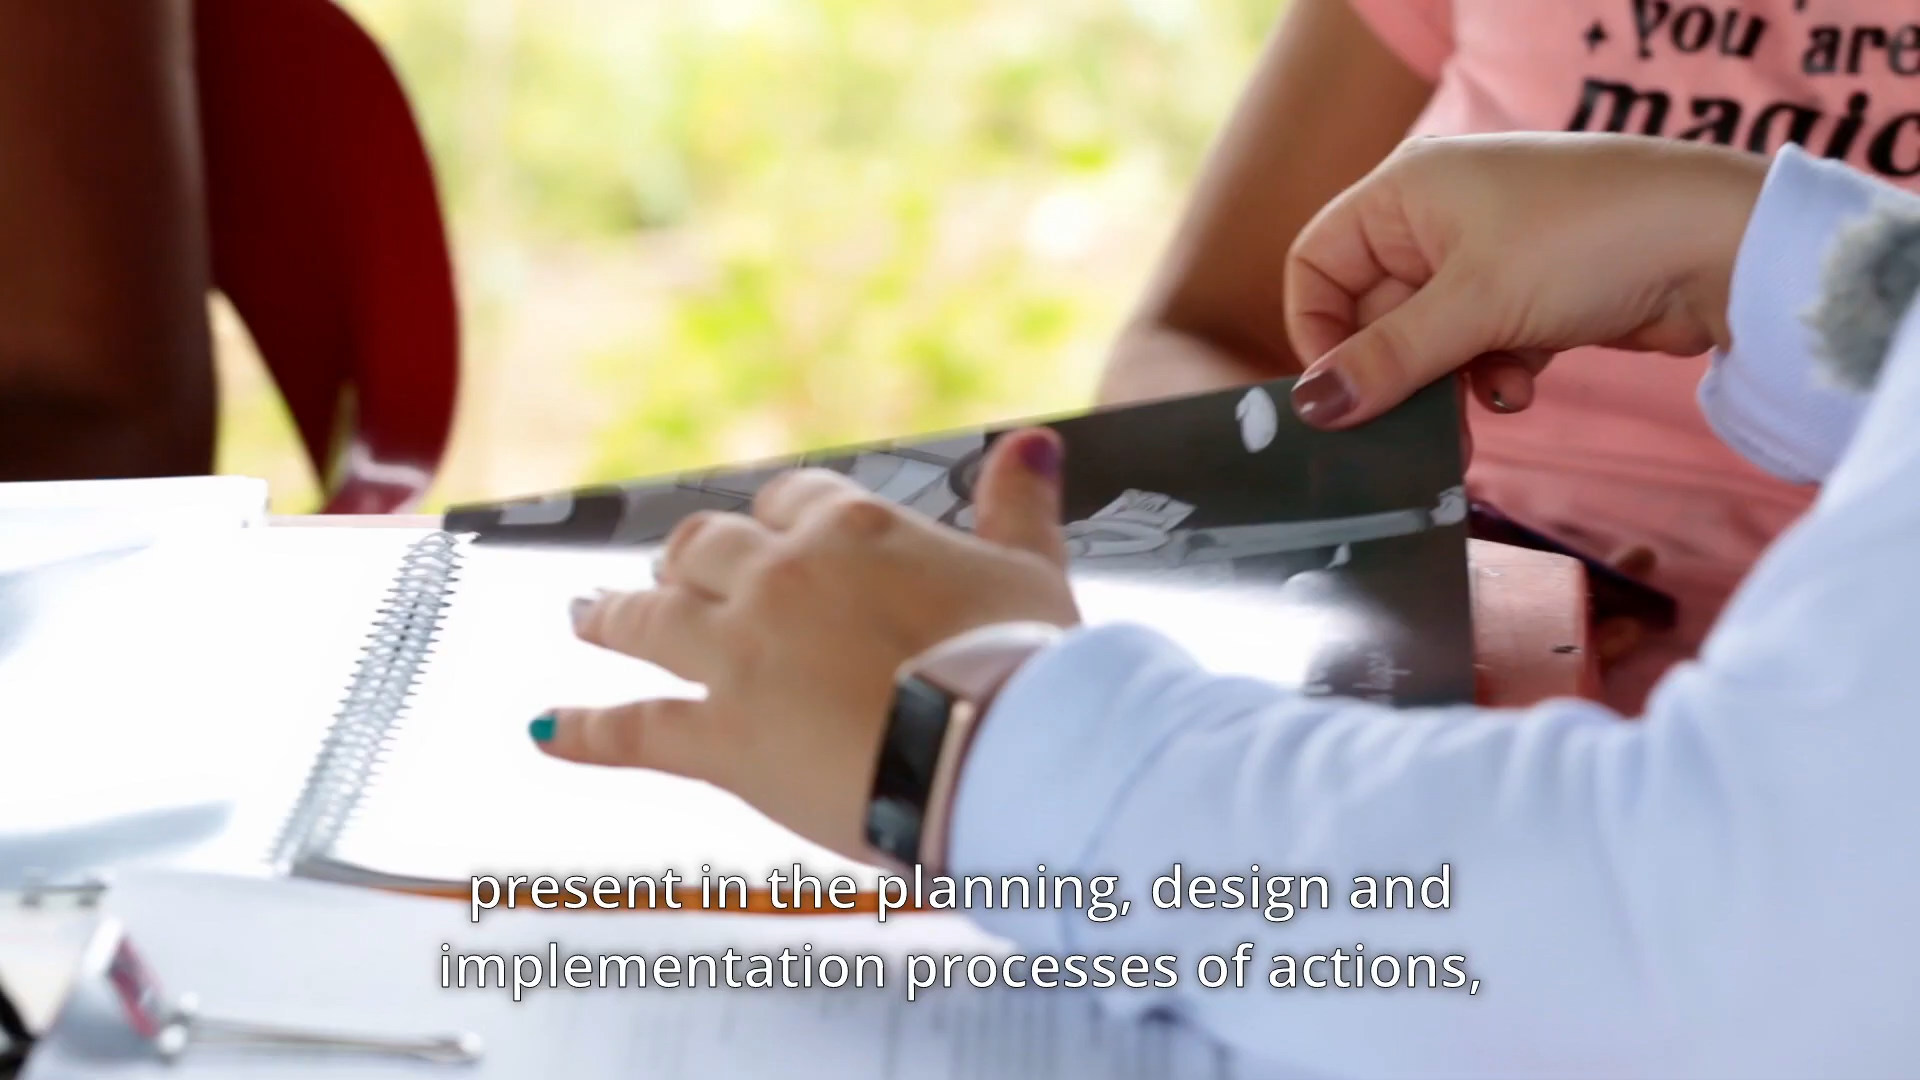 you are
magic
present in the planning, design and
implementation processes of actions,